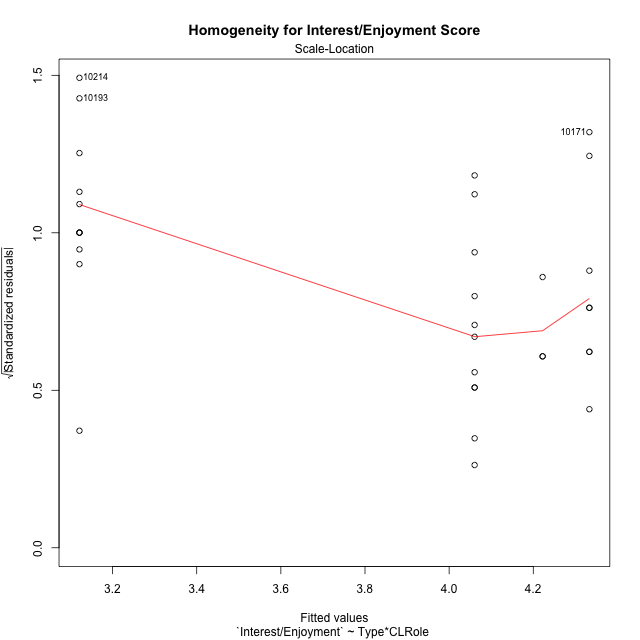 Homogeneity for Interest/Enjoyment Score
Scale-Location
√|Standardized residuals|
1.5
1.0
0.5
0.0
10214
10193
10171
3.2 3.4 3.6 3.8 4.0 4.2
Fitted values
`Interest/Enjoyment` ~ Type*CLRole